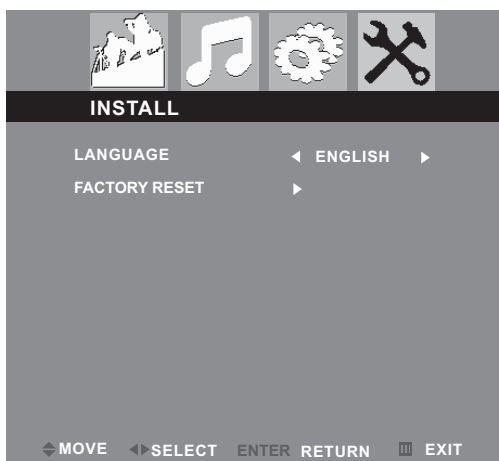 INSTALL
LANGUAGE ENGLISH
FACTORY RESET
MOVE SELECT ENTER RETURN EXIT